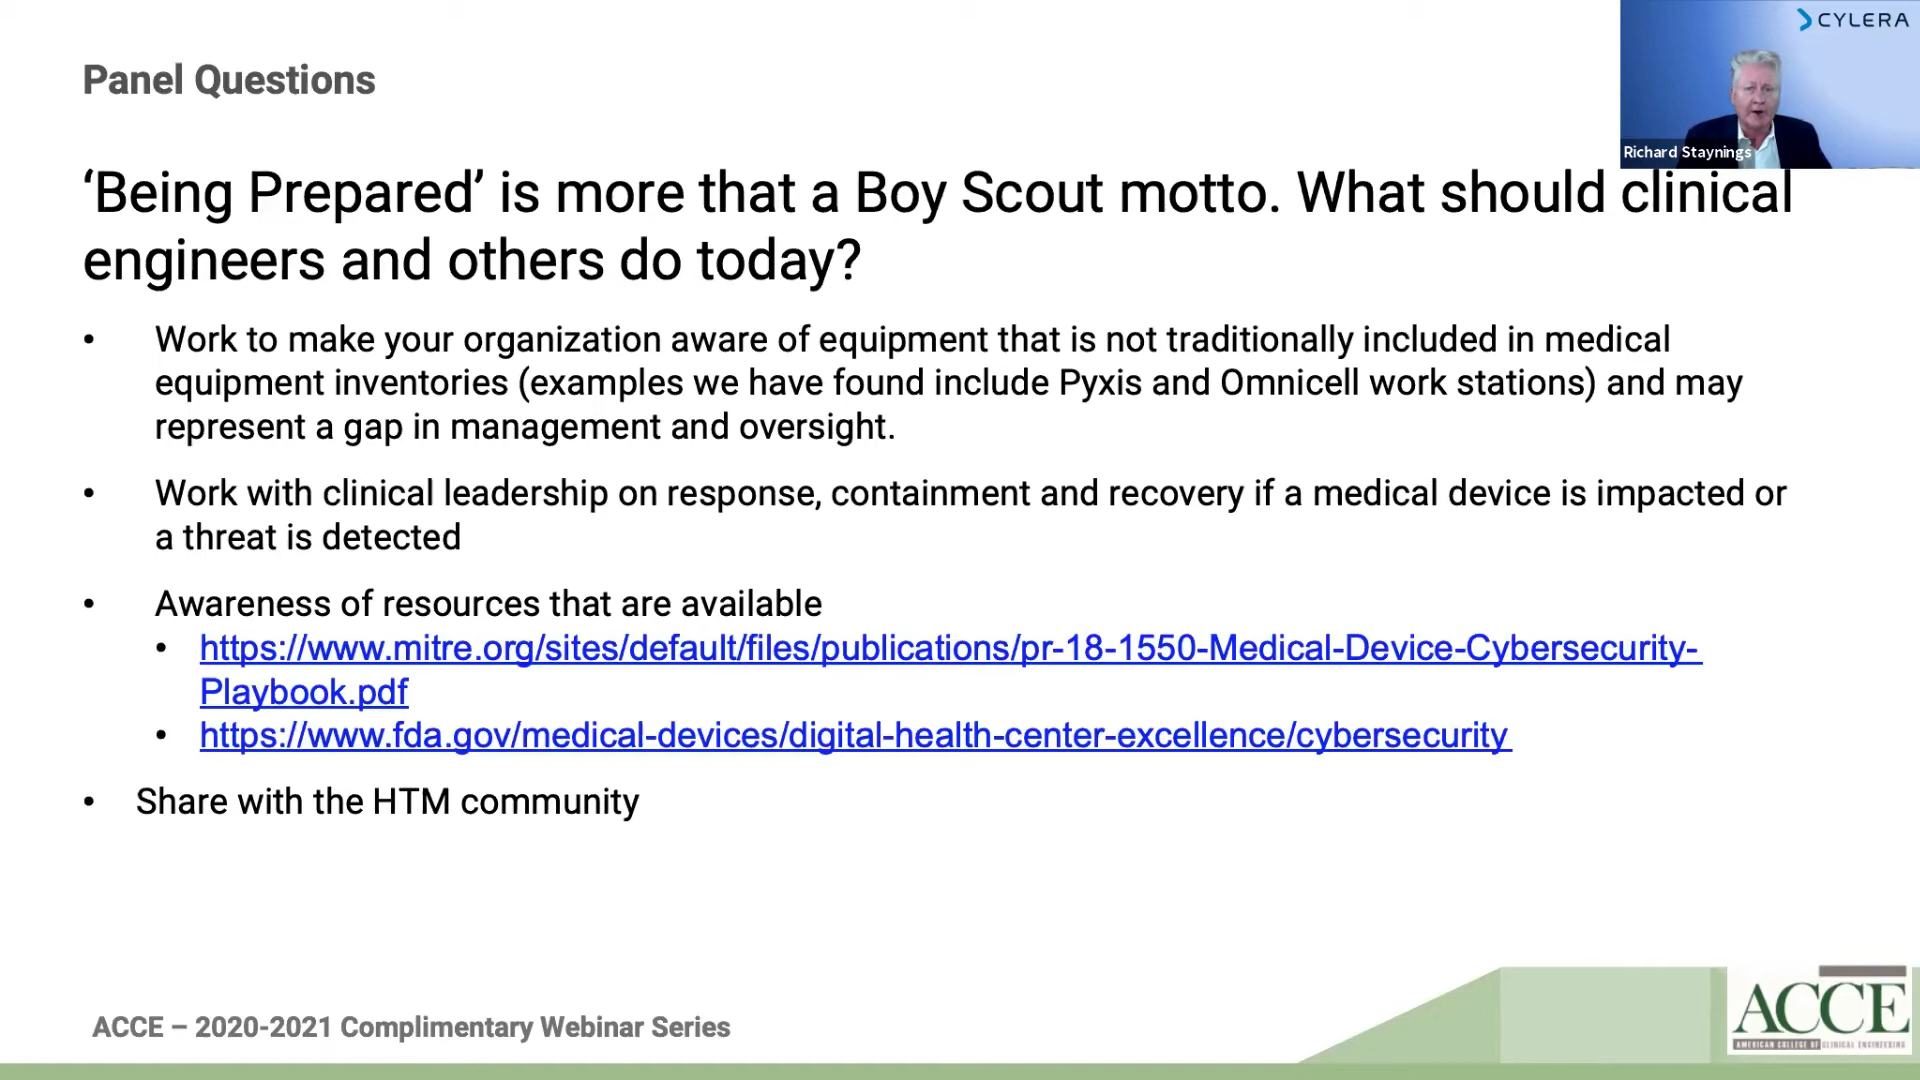 CYLERA
Panel Questions
Richard Staynings
‘Being Prepared’ is more that a Boy Scout motto. What should clinical
engineers and others do today?
• Work to make your organization aware of equipment that is not traditionally included in medical
equipment inventories (examples we have found include Pyxis and Omnicell work stations) and may
represent a gap in management and oversight.
• Work with clinical leadership on response, containment and recovery if a medical device is impacted or
a threat is detected
• Awareness of resources that are available
• https://www.mitre.org/sites/default/files/publications/pr-18-1550-Medical-Device-Cybersecurity-
Playbook.pdf
• https://www.fda.gov/medical-devices/digital-health-center-excellence/cybersecurity
• Share with the HTM community
ACCE – 2020-2021 Complimentary Webinar Series
ACCE
AMERICAN COLLEGE OF CLINICAL ENGINEERING